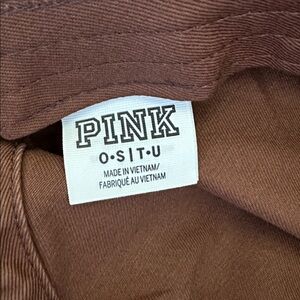 PINK
O•S|T•U
MADE IN VIETNAM/
FABRIQUÉ AU VIETNAM